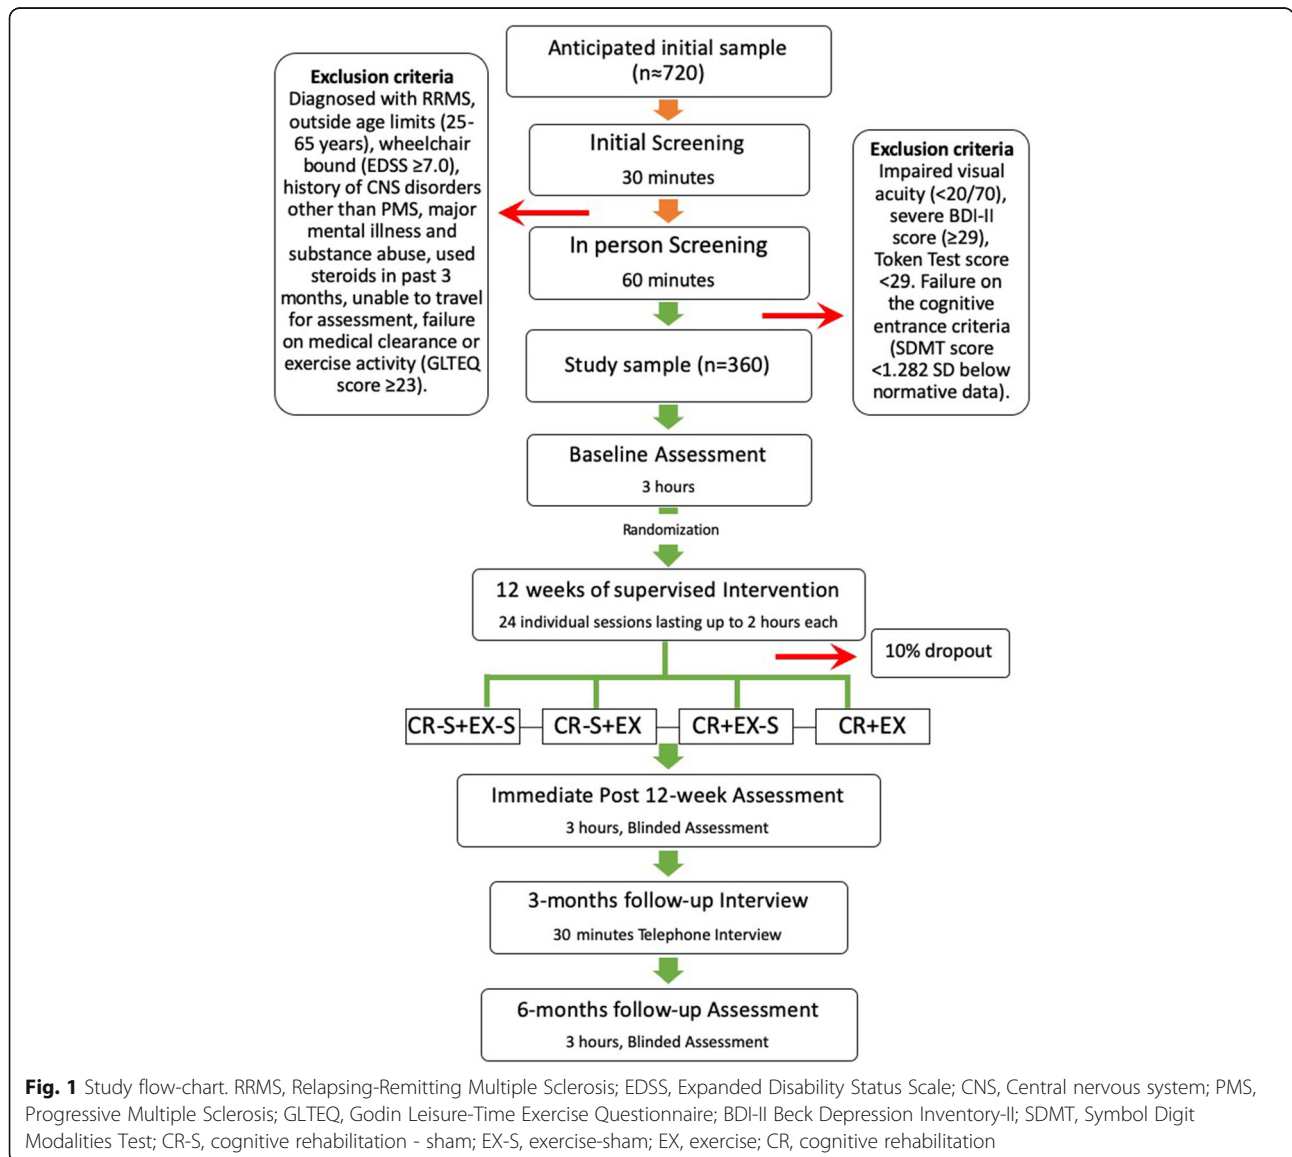 Anticipated initial sample
(n≈720)
Exclusion criteria
Diagnosed with RRMS,
outside age limits (25-
65 years), wheelchair
bound (EDSS ≥7.0),
history of CNS disorders
other than PMS, major
mental illness and
substance abuse, used
steroids in past 3
months, unable to travel
for assessment, failure
on medical clearance or
exercise activity (GLTEQ
score ≥23).
Initial Screening
30 minutes
Exclusion criteria
Impaired visual
acuity (<20/70),
severe BDI-II
score (≥29),
Token Test score
<29. Failure on
the cognitive
entrance criteria
(SDMT score
<1.282 SD below
normative data).
In person Screening
60 minutes
Study sample (n=360)
Baseline Assessment
3 hours
Randomization
12 weeks of supervised Intervention
24 individual sessions lasting up to 2 hours each
10% dropout
CR-S+EX-S
CR-S+EX
CR+EX-S
CR+EX
Immediate Post 12-week Assessment
3 hours, Blinded Assessment
3-months follow-up Interview
30 minutes Telephone Interview
6-months follow-up Assessment
3 hours, Blinded Assessment
Fig. 1 Study flow-chart. RRMS, Relapsing-Remitting Multiple Sclerosis; EDSS, Expanded Disability Status Scale; CNS, Central nervous system; PMS,
Progressive Multiple Sclerosis; GLTEQ, Godin Leisure-Time Exercise Questionnaire; BDI-II Beck Depression Inventory-II; SDMT, Symbol Digit
Modalities Test; CR-S, cognitive rehabilitation - sham; EX-S, exercise-sham; EX, exercise; CR, cognitive rehabilitation